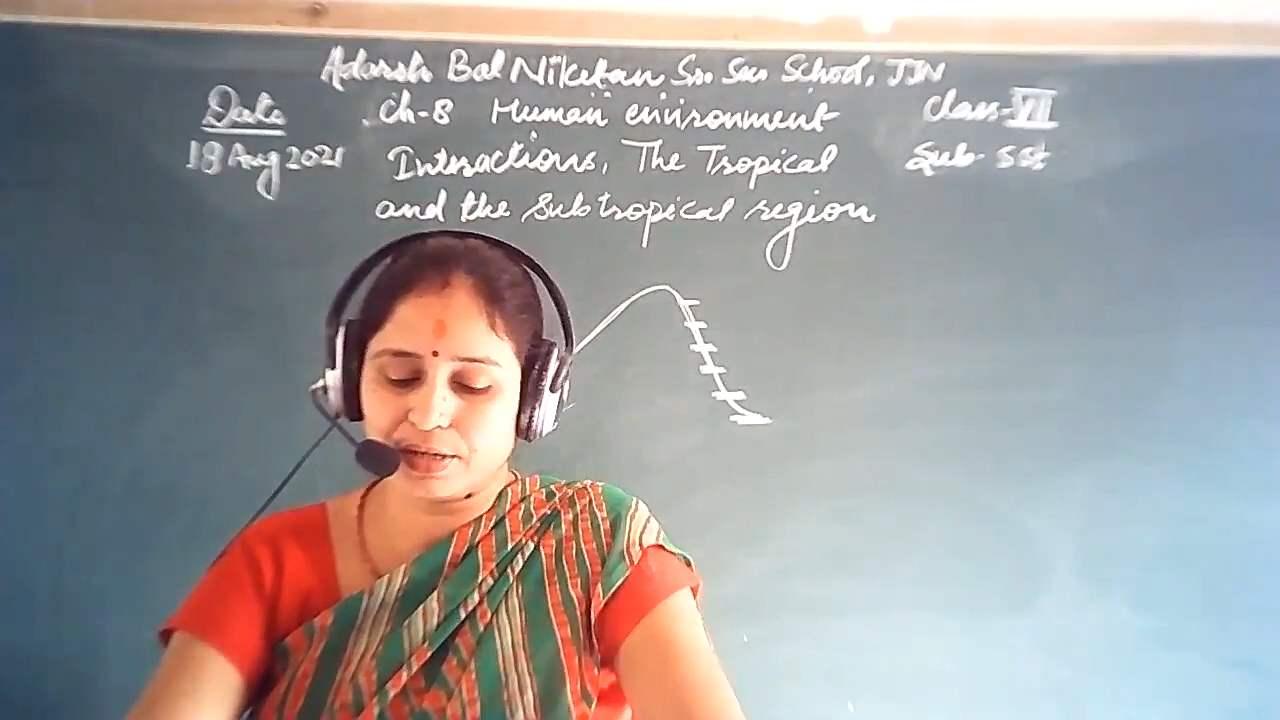 Adarsh Bal Niketan Sr. Sec School, JJN
Date Ch-8 Human environment Class-VII
18 Aug 2021 Interactions, The Tropical Sub- SSt
and the subtropical region